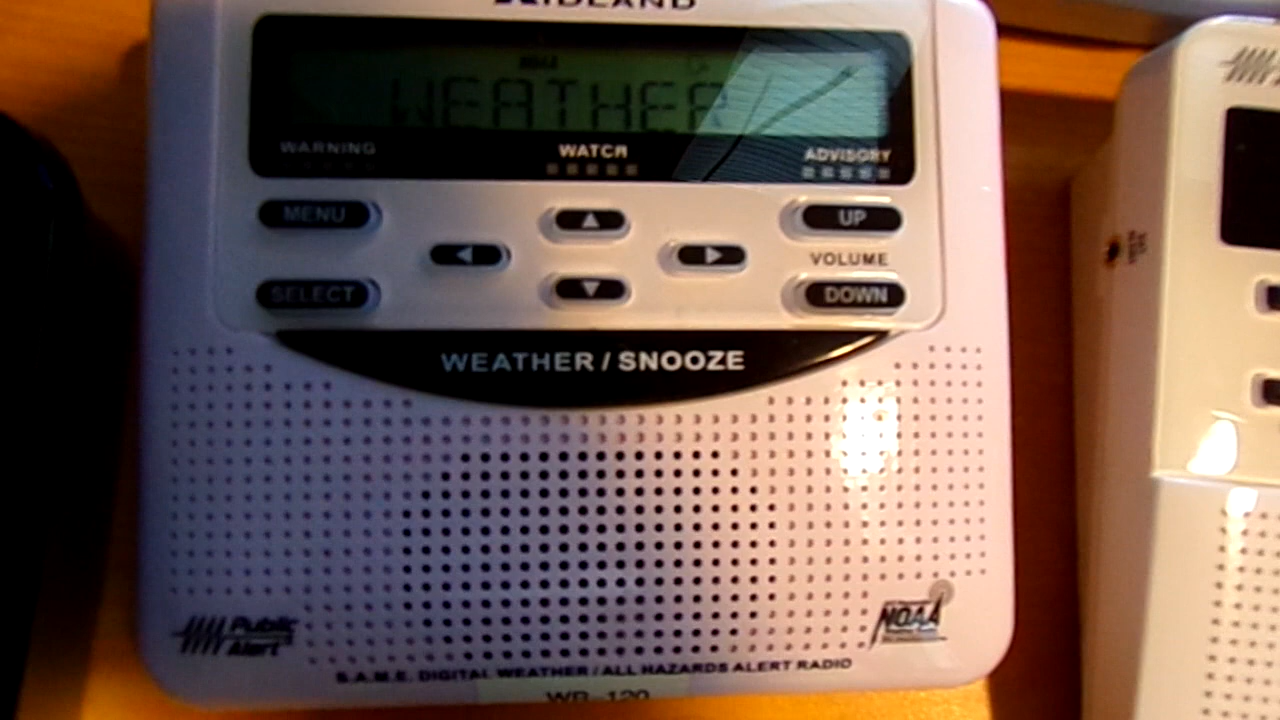 MIDLAND
WEATHER
WARNING WATCH ADVISORY
MENU UP
VOLUME
SELECT DOWN
WEATHER / SNOOZE
Public Alert
NOAA
S.A.M.E. DIGITAL WEATHER / ALL HAZARDS ALERT RADIO
WR-120